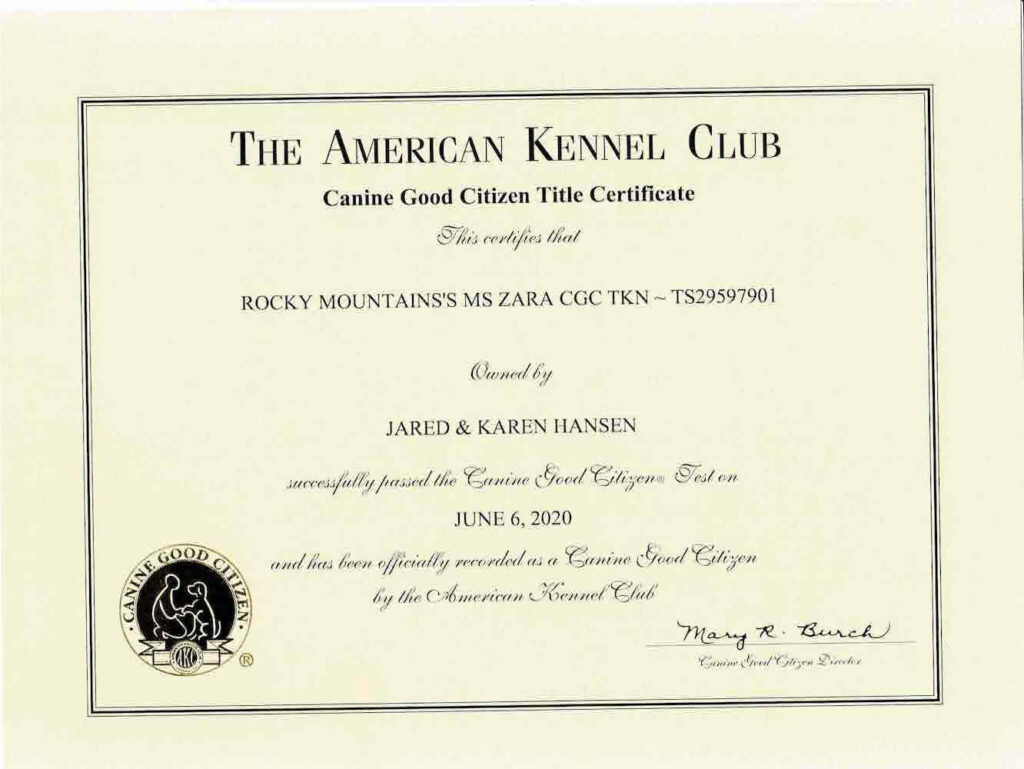 THE AMERICAN KENNEL CLUB
Canine Good Citizen Title Certificate
This certifies that
ROCKY MOUNTAINS'S MS ZARA CGC TKN ~ TS29597901
Owned by
JARED & KAREN HANSEN
successfully passed the Canine Good Citizen® Test on
JUNE 6, 2020
and has been officially recorded as a Canine Good Citizen
by the American Kennel Club
· CANINE GOOD CITIZEN ·
AKC
®
Mary R. Burch
Canine Good Citizen Director